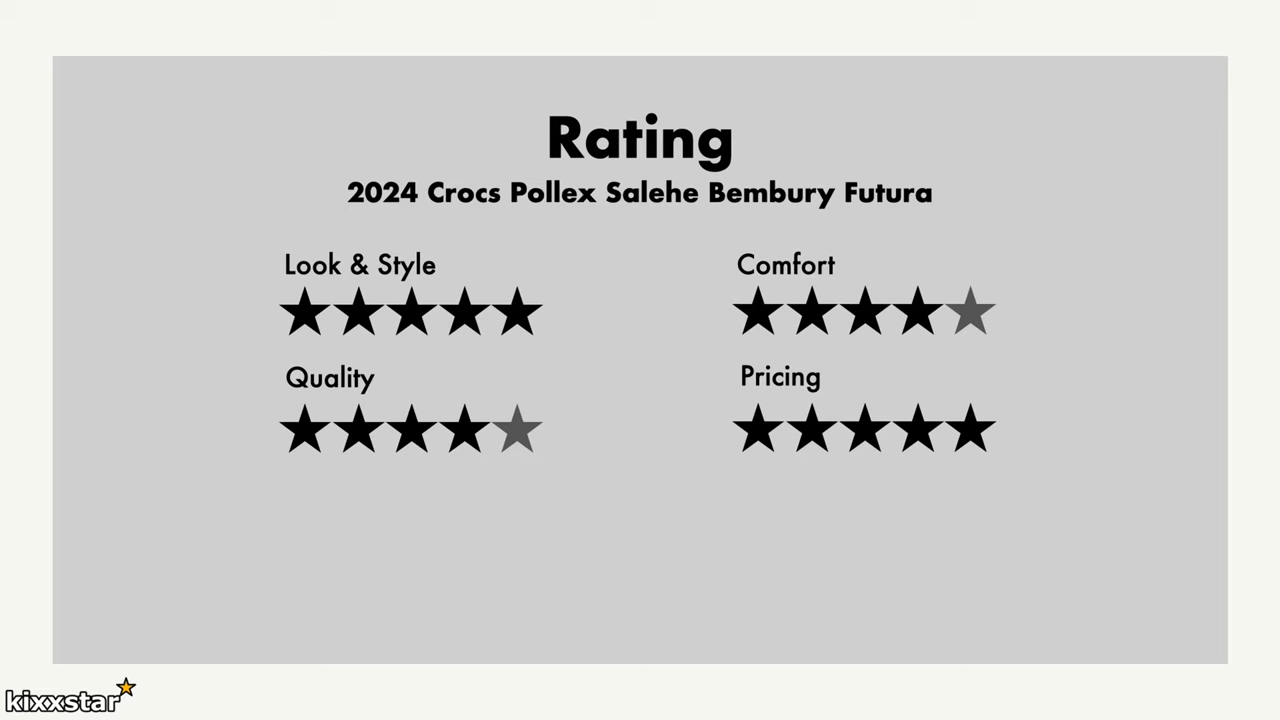 Rating
2024 Crocs Pollex Salehe Bembury Futura
Look & Style
Comfort
Quality
Pricing
kixxstar